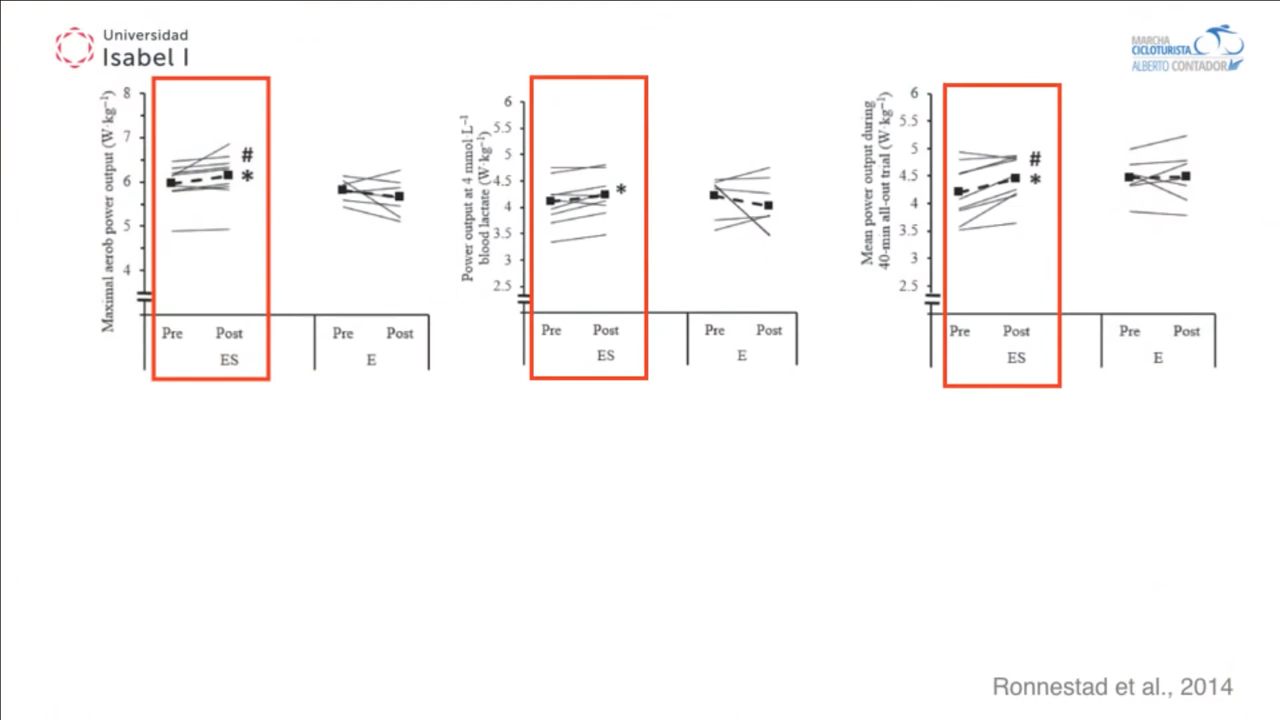 Universidad
Isabel I
MARCHA
CICLOTURISTA
ALBERTO CONTADOR
Maximal aerob power output (W·kg⁻¹)
8
7
6
5
4
#
*
Pre Post Pre Post
ES E
Power output at 4 mmol L⁻¹
blood lactate (W·kg⁻¹)
6
5.5
5
4.5
4
3.5
3
2.5
*
Pre Post Pre Post
ES E
Mean power output during
40-min all-out trial (W·kg⁻¹)
6
5.5
5
4.5
4
3.5
3
2.5
#
*
Pre Post Pre Post
ES E
Ronnestad et al., 2014